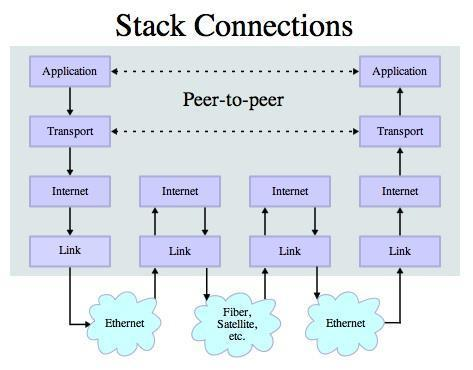 Stack Connections
Application
Application
Peer-to-peer
Transport
Transport
Internet
Internet
Internet
Internet
Link
Link
Link
Link
Ethernet
Fiber,
Satellite,
etc.
Ethernet